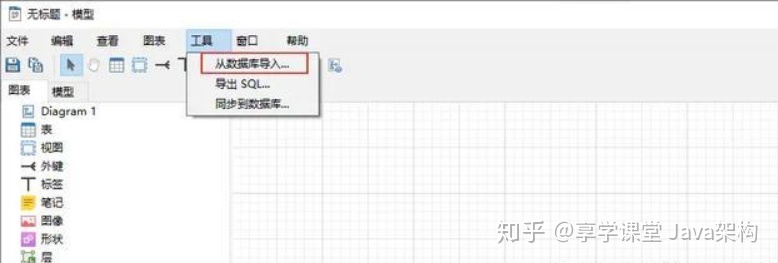 无标题 - 模型
文件 编辑 查看 图表 工具 窗口 帮助
从数据库导入...
导出 SQL...
同步到数据库...
图表 模型
Diagram 1
表
视图
外键
标签
笔记
图像
形状
层
知乎 @享学课堂 Java架构